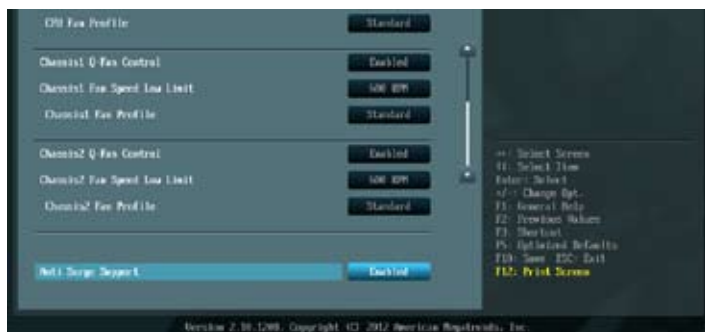 CPU Fan Profile Standard
Chassis1 Q-Fan Control Enabled
Chassis1 Fan Speed Low Limit 600 RPM
Chassis1 Fan Profile Standard
Chassis2 Q-Fan Control Enabled
Chassis2 Fan Speed Low Limit 600 RPM
Chassis2 Fan Profile Standard
Anti Surge Support Enabled
Select Screen
Select Item
Enter: Select
+/-: Change Opt.
F1: General Help
F2: Previous Values
F3: Shortcut
F5: Optimized Defaults
F10: Save ESC: Exit
F12: Print Screen
Version 2.10.1208. Copyright (C) 2012 American Megatrends, Inc.